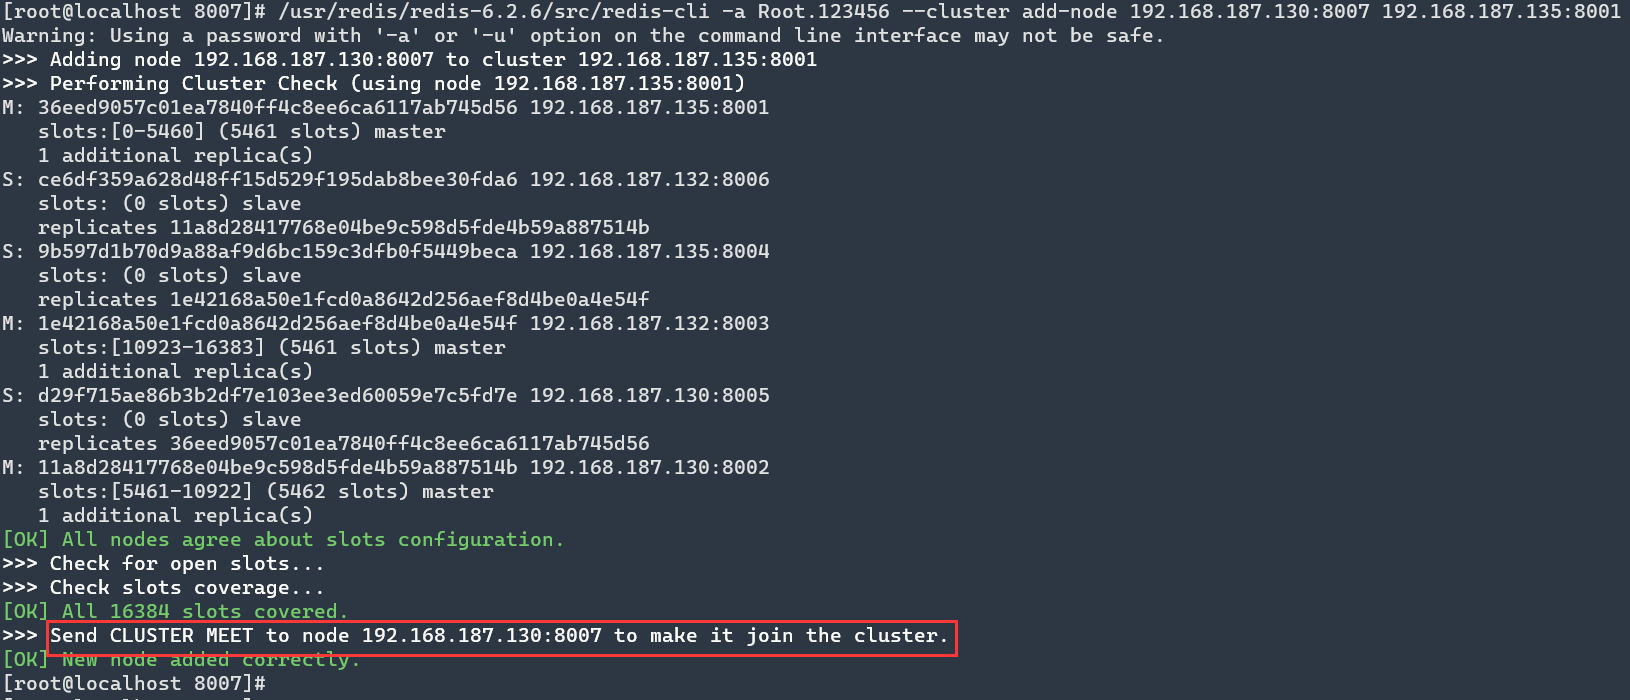 [root@localhost 8007]# /usr/redis/redis-6.2.6/src/redis-cli -a Root.123456 --cluster add-node 192.168.187.130:8007 192.168.187.135:8001
Warning: Using a password with '-a' or '-u' option on the command line interface may not be safe.
>>> Adding node 192.168.187.130:8007 to cluster 192.168.187.135:8001
>>> Performing Cluster Check (using node 192.168.187.135:8001)
M: 36eed9057c01ea7840ff4c8ee6ca6117ab745d56 192.168.187.135:8001
   slots:[0-5460] (5461 slots) master
   1 additional replica(s)
S: ce6df359a628d48ff15d529f195dab8bee30fda6 192.168.187.132:8006
   slots: (0 slots) slave
   replicates 11a8d28417768e04be9c598d5fde4b59a887514b
S: 9b597d1b70d9a88af9d6bc159c3dfb0f5449beca 192.168.187.135:8004
   slots: (0 slots) slave
   replicates 1e42168a50e1fcd0a8642d256aef8d4be0a4e54f
M: 1e42168a50e1fcd0a8642d256aef8d4be0a4e54f 192.168.187.132:8003
   slots:[10923-16383] (5461 slots) master
   1 additional replica(s)
S: d29f715ae86b3b2df7e103ee3ed60059e7c5fd7e 192.168.187.130:8005
   slots: (0 slots) slave
   replicates 36eed9057c01ea7840ff4c8ee6ca6117ab745d56
M: 11a8d28417768e04be9c598d5fde4b59a887514b 192.168.187.130:8002
   slots:[5461-10922] (5462 slots) master
   1 additional replica(s)
[OK] All nodes agree about slots configuration.
>>> Check for open slots...
>>> Check slots coverage...
[OK] All 16384 slots covered.
>>> Send CLUSTER MEET to node 192.168.187.130:8007 to make it join the cluster.
[OK] New node added correctly.
[root@localhost 8007]#